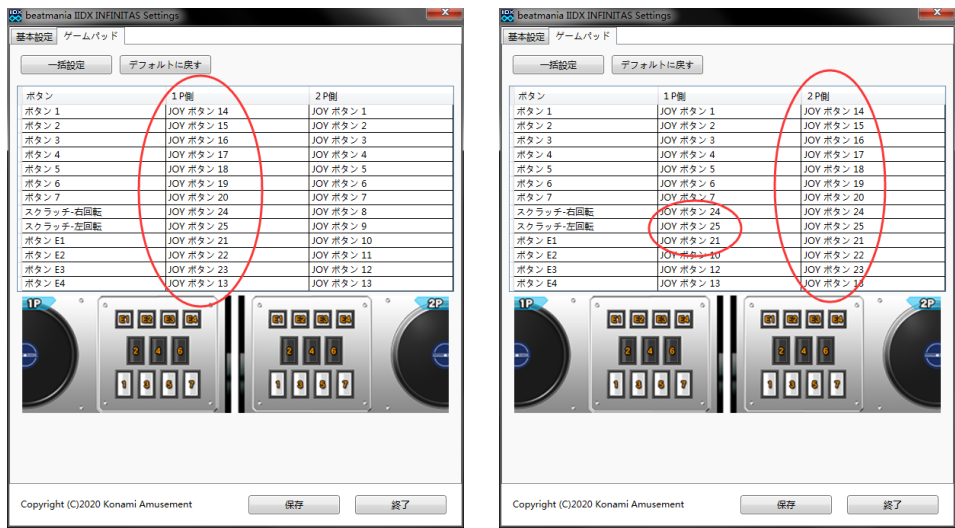 beatmania IIDX INFINITAS Settings
基本設定 ゲームパッド
一括設定 デフォルトに戻す
ボタン 1P側 2P側
ボタン 1 JOY ボタン 14 JOY ボタン 1
ボタン 2 JOY ボタン 15 JOY ボタン 2
ボタン 3 JOY ボタン 16 JOY ボタン 3
ボタン 4 JOY ボタン 17 JOY ボタン 4
ボタン 5 JOY ボタン 18 JOY ボタン 5
ボタン 6 JOY ボタン 19 JOY ボタン 6
ボタン 7 JOY ボタン 20 JOY ボタン 7
スクラッチ-右回転 JOY ボタン 24 JOY ボタン 8
スクラッチ-左回転 JOY ボタン 25 JOY ボタン 9
ボタン E1 JOY ボタン 21 JOY ボタン 10
ボタン E2 JOY ボタン 22 JOY ボタン 11
ボタン E3 JOY ボタン 23 JOY ボタン 12
ボタン E4 JOY ボタン 13 JOY ボタン 13
1P 2P
E1 E2 E3 E4 E1 E2 E3 E4
2 4 6 2 4 6
1 3 5 7 1 3 5 7
Copyright (C)2020 Konami Amusement 保存 終了
beatmania IIDX INFINITAS Settings
基本設定 ゲームパッド
一括設定 デフォルトに戻す
ボタン 1P側 2P側
ボタン 1 JOY ボタン 1 JOY ボタン 14
ボタン 2 JOY ボタン 2 JOY ボタン 15
ボタン 3 JOY ボタン 3 JOY ボタン 16
ボタン 4 JOY ボタン 4 JOY ボタン 17
ボタン 5 JOY ボタン 5 JOY ボタン 18
ボタン 6 JOY ボタン 6 JOY ボタン 19
ボタン 7 JOY ボタン 7 JOY ボタン 20
スクラッチ-右回転 JOY ボタン 24 JOY ボタン 24
スクラッチ-左回転 JOY ボタン 25 JOY ボタン 25
ボタン E1 JOY ボタン 21 JOY ボタン 21
ボタン E2 JOY ボタン 10 JOY ボタン 22
ボタン E3 JOY ボタン 12 JOY ボタン 23
ボタン E4 JOY ボタン 13 JOY ボタン 13
1P 2P
E1 E2 E3 E4 E1 E2 E3 E4
2 4 6 2 4 6
1 3 5 7 1 3 5 7
Copyright (C)2020 Konami Amusement 保存 終了